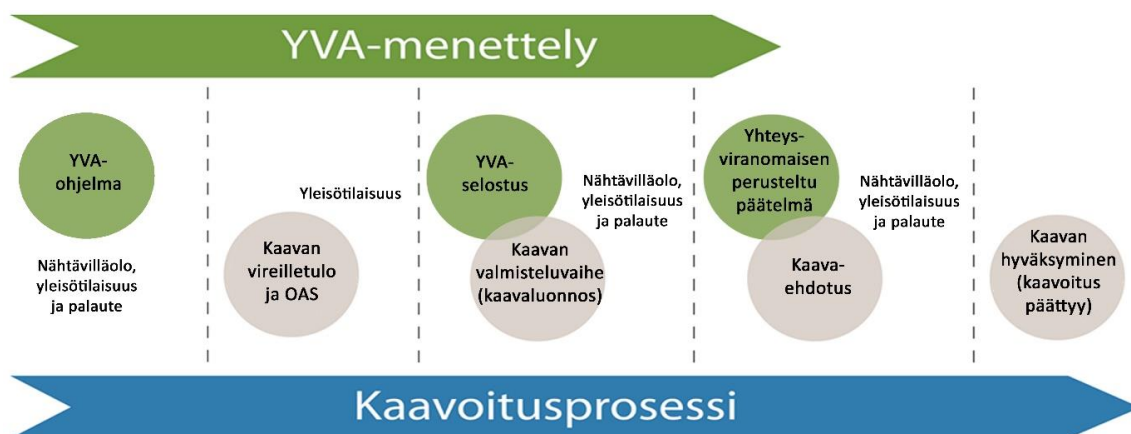 YVA-menettely
YVA-
ohjelma
Nähtävilläolo,
yleisötilaisuus
ja palaute
Yleisötilaisuus
Kaavan
vireilletulo
ja OAS
YVA-
selostus
Kaavan
valmisteluvaihe
(kaavaluonnos)
Nähtävilläolo,
yleisötilaisuus
ja palaute
Yhteys-
viranomaisen
perusteltu
päätelmä
Kaava-
ehdotus
Nähtävilläolo,
yleisötilaisuus
ja palaute
Kaavan
hyväksyminen
(kaavoitus
päättyy)
Kaavoitusprosessi